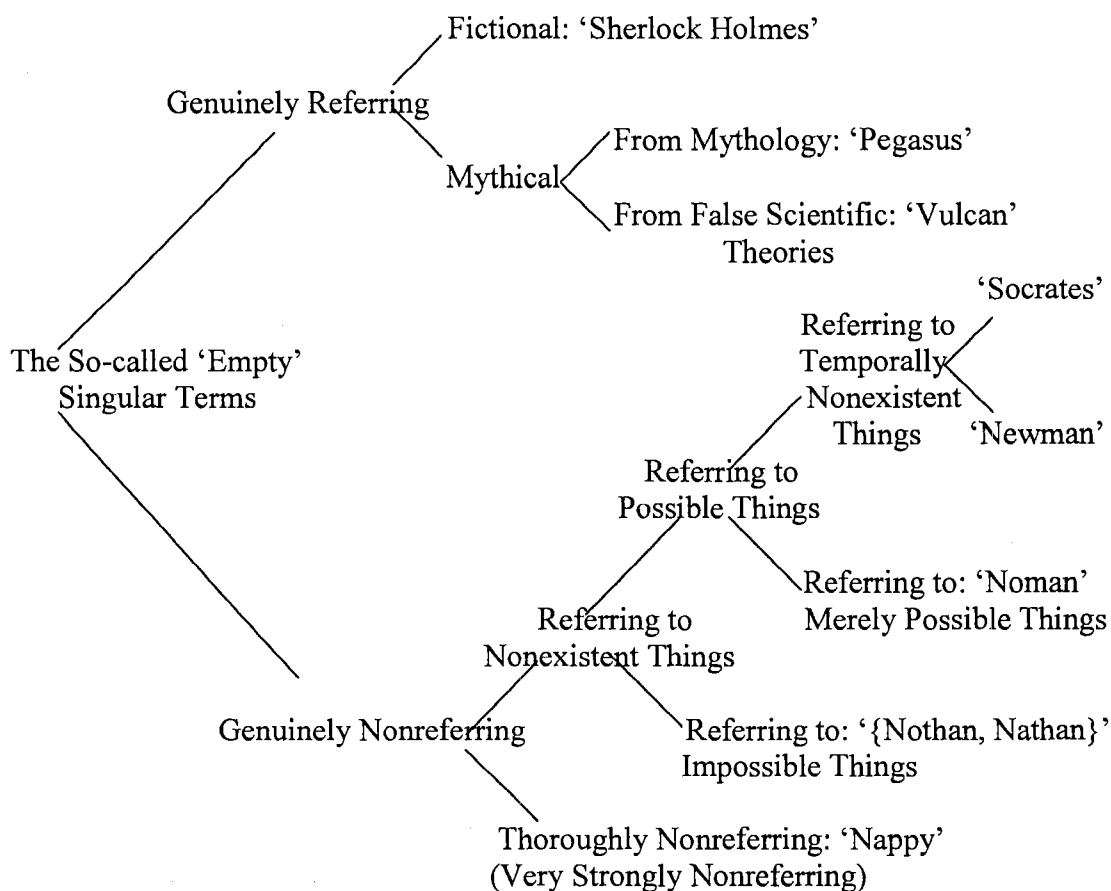 Fictional: ‘Sherlock Holmes’
Genuinely Referring
From Mythology: ‘Pegasus’
Mythical
From False Scientific: ‘Vulcan’
Theories
‘Socrates’
Referring to
Temporally
Nonexistent
Things
‘Newman’
The So-called ‘Empty’
Singular Terms
Referring to
Possible Things
Referring to: ‘Noman’
Merely Possible Things
Referring to
Nonexistent Things
Genuinely Nonreferring
Referring to: ‘{Nothan, Nathan}’
Impossible Things
Thoroughly Nonreferring: ‘Nappy’
(Very Strongly Nonreferring)